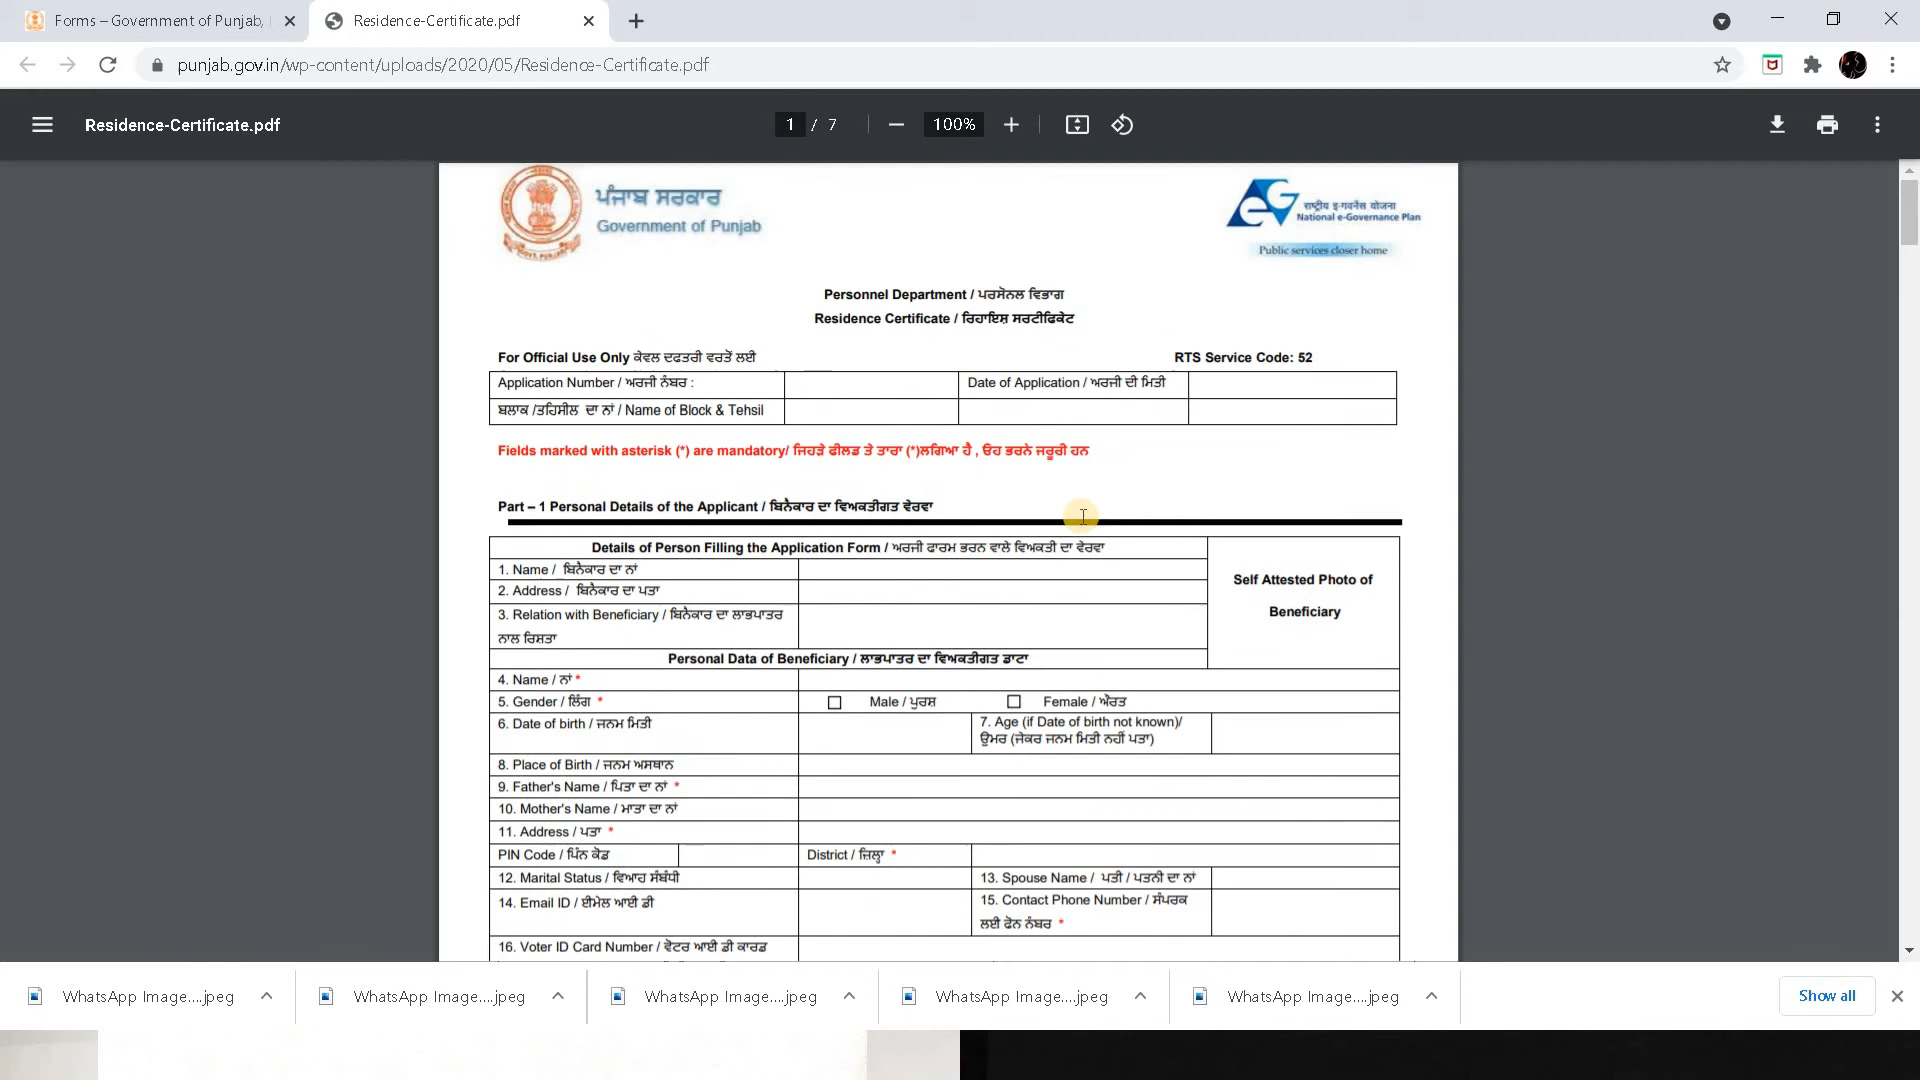 Forms – Government of Punjab,
Residence-Certificate.pdf
punjab.gov.in/wp-content/uploads/2020/05/Residence-Certificate.pdf
Residence-Certificate.pdf
1 / 7
100%
ਪੰਜਾਬ ਸਰਕਾਰ
Government of Punjab
राष्ट्रीय ई-गवर्नेंस योजना
National e-Governance Plan
Public services closer home
Personnel Department / ਪਰਸੋਨਲ ਵਿਭਾਗ
Residence Certificate / ਰਿਹਾਇਸ਼ ਸਰਟੀਫਿਕੇਟ
For Official Use Only ਕੇਵਲ ਦਫਤਰੀ ਵਰਤੋਂ ਲਈ
RTS Service Code: 52
Application Number / ਅਰਜੀ ਨੰਬਰ :
Date of Application / ਅਰਜੀ ਦੀ ਮਿਤੀ
ਬਲਾਕ /ਤਹਿਸੀਲ ਦਾ ਨਾਂ / Name of Block & Tehsil
Fields marked with asterisk (*) are mandatory/ ਜਿਹੜੇ ਫੀਲਡ ਤੇ ਤਾਰਾ (*)ਲਗਿਆ ਹੈ , ਓਹ ਭਰਨੇ ਜਰੂਰੀ ਹਨ
Part – 1 Personal Details of the Applicant / ਬਿਨੈਕਾਰ ਦਾ ਵਿਅਕਤੀਗਤ ਵੇਰਵਾ
Details of Person Filling the Application Form / ਅਰਜੀ ਫਾਰਮ ਭਰਨ ਵਾਲੇ ਵਿਅਕਤੀ ਦਾ ਵੇਰਵਾ
1. Name / ਬਿਨੈਕਾਰ ਦਾ ਨਾਂ
2. Address / ਬਿਨੈਕਾਰ ਦਾ ਪਤਾ
3. Relation with Beneficiary / ਬਿਨੈਕਾਰ ਦਾ ਲਾਭਪਾਤਰ
ਨਾਲ ਰਿਸ਼ਤਾ
Self Attested Photo of
Beneficiary
Personal Data of Beneficiary / ਲਾਭਪਾਤਰ ਦਾ ਵਿਅਕਤੀਗਤ ਡਾਟਾ
4. Name / ਨਾਂ *
5. Gender / ਲਿੰਗ *
Male / ਪੁਰਸ਼
Female / ਔਰਤ
6. Date of birth / ਜਨਮ ਮਿਤੀ
7. Age (if Date of birth not known)/
ਉਮਰ (ਜੇਕਰ ਜਨਮ ਮਿਤੀ ਨਹੀਂ ਪਤਾ)
8. Place of Birth / ਜਨਮ ਅਸਥਾਨ
9. Father's Name / ਪਿਤਾ ਦਾ ਨਾਂ *
10. Mother's Name / ਮਾਤਾ ਦਾ ਨਾਂ
11. Address / ਪਤਾ *
PIN Code / ਪਿੰਨ ਕੋਡ
District / ਜ਼ਿਲ੍ਹਾ *
12. Marital Status / ਵਿਆਹ ਸੰਬੰਧੀ
13. Spouse Name / ਪਤੀ / ਪਤਨੀ ਦਾ ਨਾਂ
14. Email ID / ਈਮੇਲ ਆਈ ਡੀ
15. Contact Phone Number / ਸੰਪਰਕ
ਲਈ ਫੋਨ ਨੰਬਰ *
16. Voter ID Card Number / ਵੋਟਰ ਆਈ ਡੀ ਕਾਰਡ
WhatsApp Image....jpeg
WhatsApp Image....jpeg
WhatsApp Image....jpeg
WhatsApp Image....jpeg
WhatsApp Image....jpeg
Show all